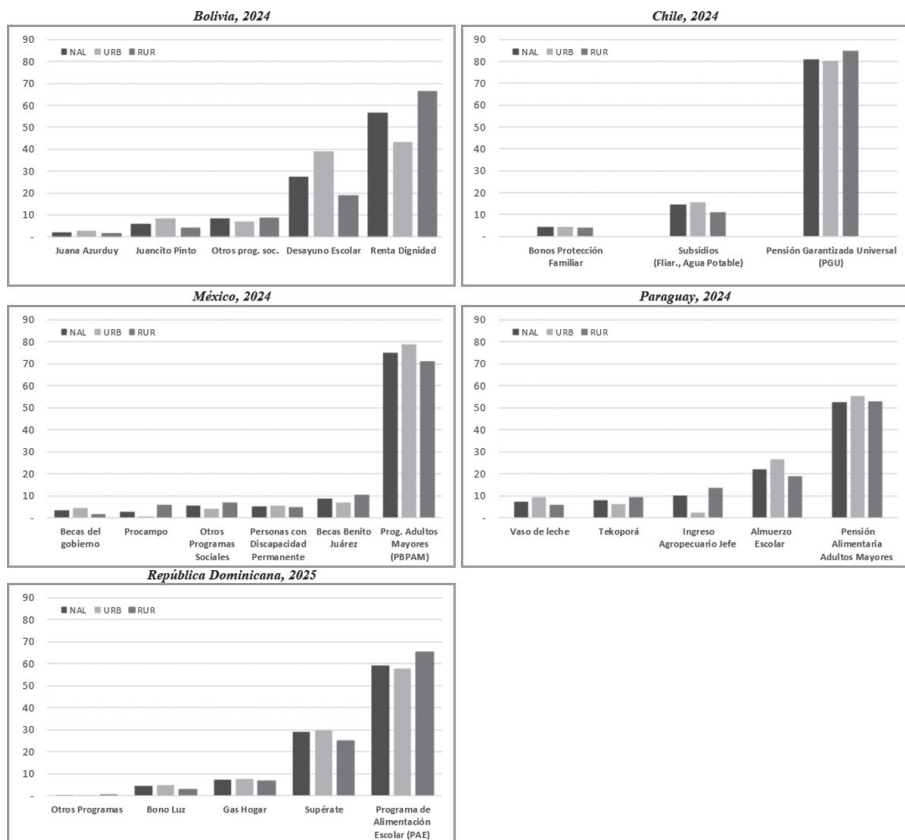 Bolivia, 2024
90
80
70
60
50
40
30
20
10
-
NAL URB RUR
Juana Azurduy Juancito Pinto Otros prog. soc. Desayuno Escolar Renta Dignidad
Chile, 2024
90
80
70
60
50
40
30
20
10
-
NAL URB RUR
Bonos Protección Subsidios Pensión Garantizada Universal
Familiar (Fliar., Agua Potable) (PGU)
México, 2024
90
80
70
60
50
40
30
20
10
-
NAL URB RUR
Becas del Procampo Otros Personas con Becas Benito Prog. Adultos
gobierno Programas Discapacidad Juárez Mayores
Sociales Permanente (PBPAM)
Paraguay, 2024
90
80
70
60
50
40
30
20
10
-
NAL URB RUR
Vaso de leche Tekoporá Ingreso Almuerzo Pensión
Agropecuario Jefe Escolar Alimentaria
Adultos Mayores
República Dominicana, 2025
90
80
70
60
50
40
30
20
10
-
NAL URB RUR
Otros Programas Bono Luz Gas Hogar Supérate Programa de
Alimentación
Escolar (PAE)